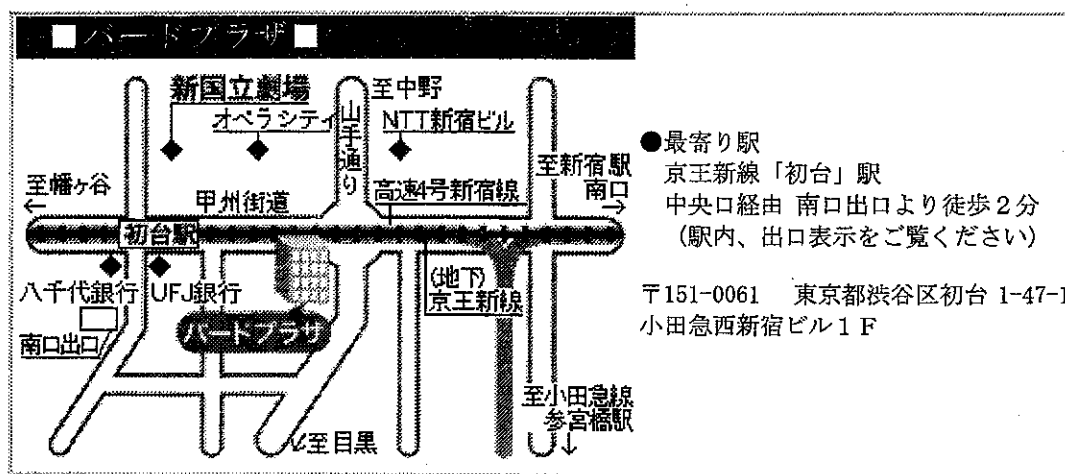 ■バードプラザ■
新国立劇場
オペラシティ
至中野
山手通り
NTT新宿ビル
至新宿駅
南口
→
至幡ヶ谷
←
甲州街道
高速4号新宿線
初台駅
八千代銀行
UFJ銀行
(地下)
京王新線
南口出口
バードプラザ
至目黒
至小田急線
参宮橋駅
↓
●最寄り駅
京王新線「初台」駅
中央口経由 南口出口より徒歩2分
(駅内、出口表示をご覧ください)
〒151-0061 東京都渋谷区初台 1-47-1
小田急西新宿ビル1F